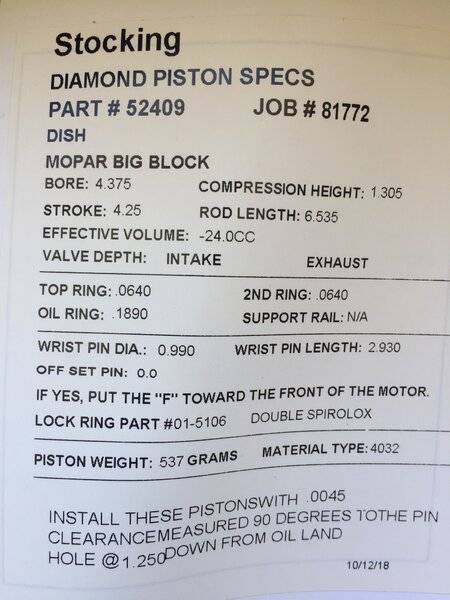 Stocking
DIAMOND PISTON SPECS
PART # 52409 JOB # 81772
DISH
MOPAR BIG BLOCK
BORE: 4.375 COMPRESSION HEIGHT: 1.305
STROKE: 4.25 ROD LENGTH: 6.535
EFFECTIVE VOLUME: -24.0CC
VALVE DEPTH: INTAKE EXHAUST
TOP RING: .0640 2ND RING: .0640
OIL RING: .1890 SUPPORT RAIL: N/A
WRIST PIN DIA.: 0.990 WRIST PIN LENGTH: 2.930
OFF SET PIN: 0.0
IF YES, PUT THE "F" TOWARD THE FRONT OF THE MOTOR.
LOCK RING PART #01-5106 DOUBLE SPIROLOX
PISTON WEIGHT: 537 GRAMS MATERIAL TYPE: 4032
INSTALL THESE PISTONSWITH .0045
CLEARANCEMEASURED 90 DEGREES TOTHE PIN
HOLE @ 1.250DOWN FROM OIL LAND
10/12/18